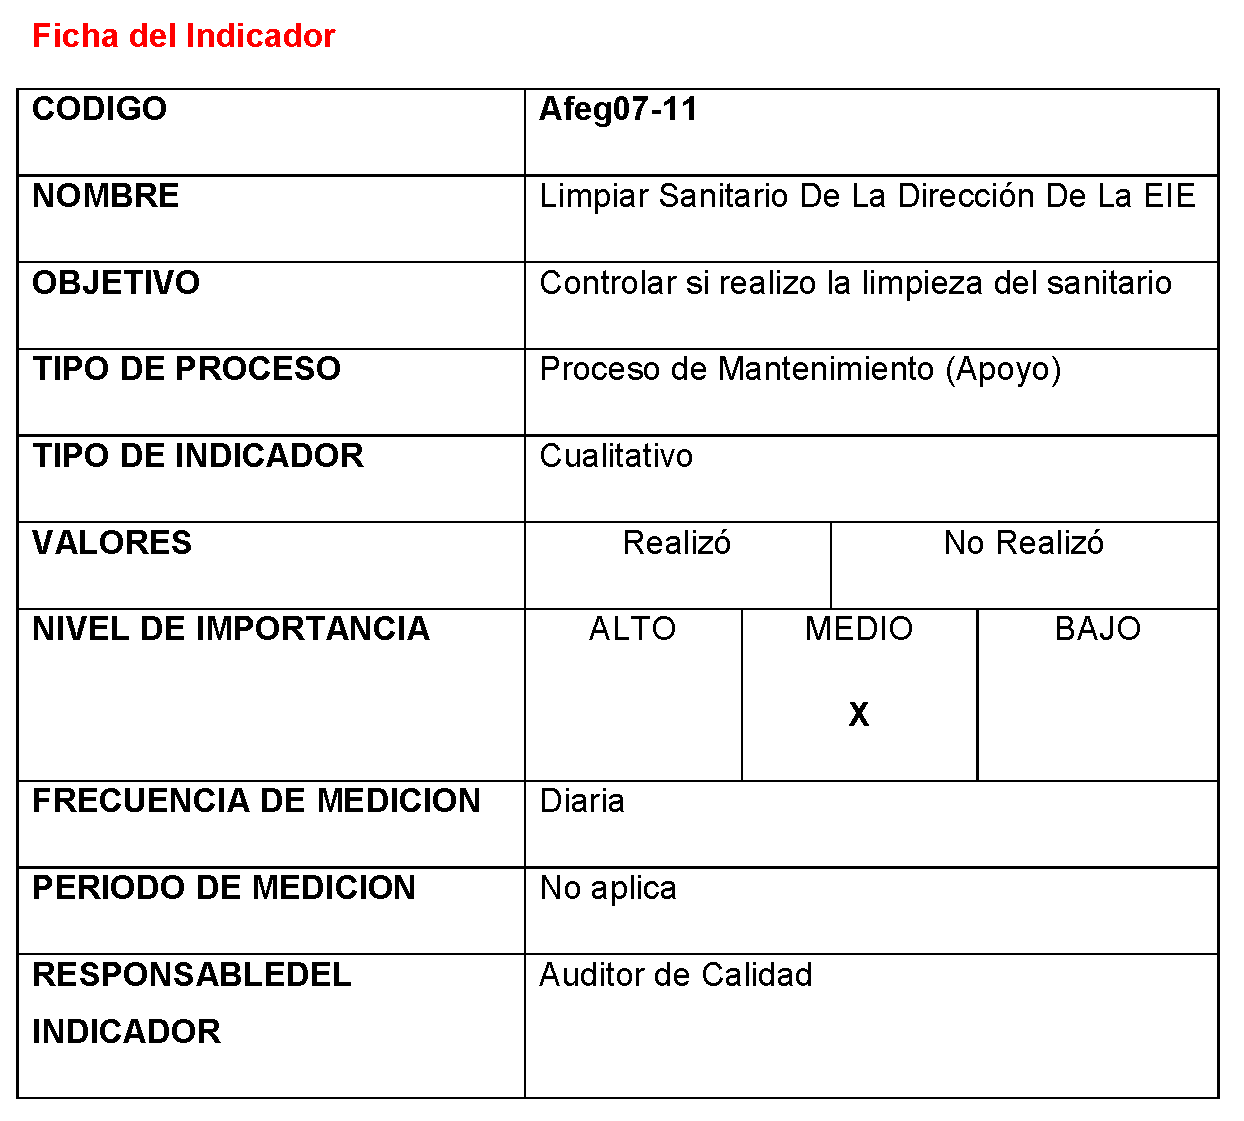 Ficha del Indicador
CODIGO Afeg07-11
NOMBRE Limpiar Sanitario De La Dirección De La EIE
OBJETIVO Controlar si realizo la limpieza del sanitario
TIPO DE PROCESO Proceso de Mantenimiento (Apoyo)
TIPO DE INDICADOR Cualitativo
VALORES Realizó No Realizó
NIVEL DE IMPORTANCIA ALTO MEDIO BAJO
X
FRECUENCIA DE MEDICION Diaria
PERIODO DE MEDICION No aplica
RESPONSABLEDEL Auditor de Calidad
INDICADOR